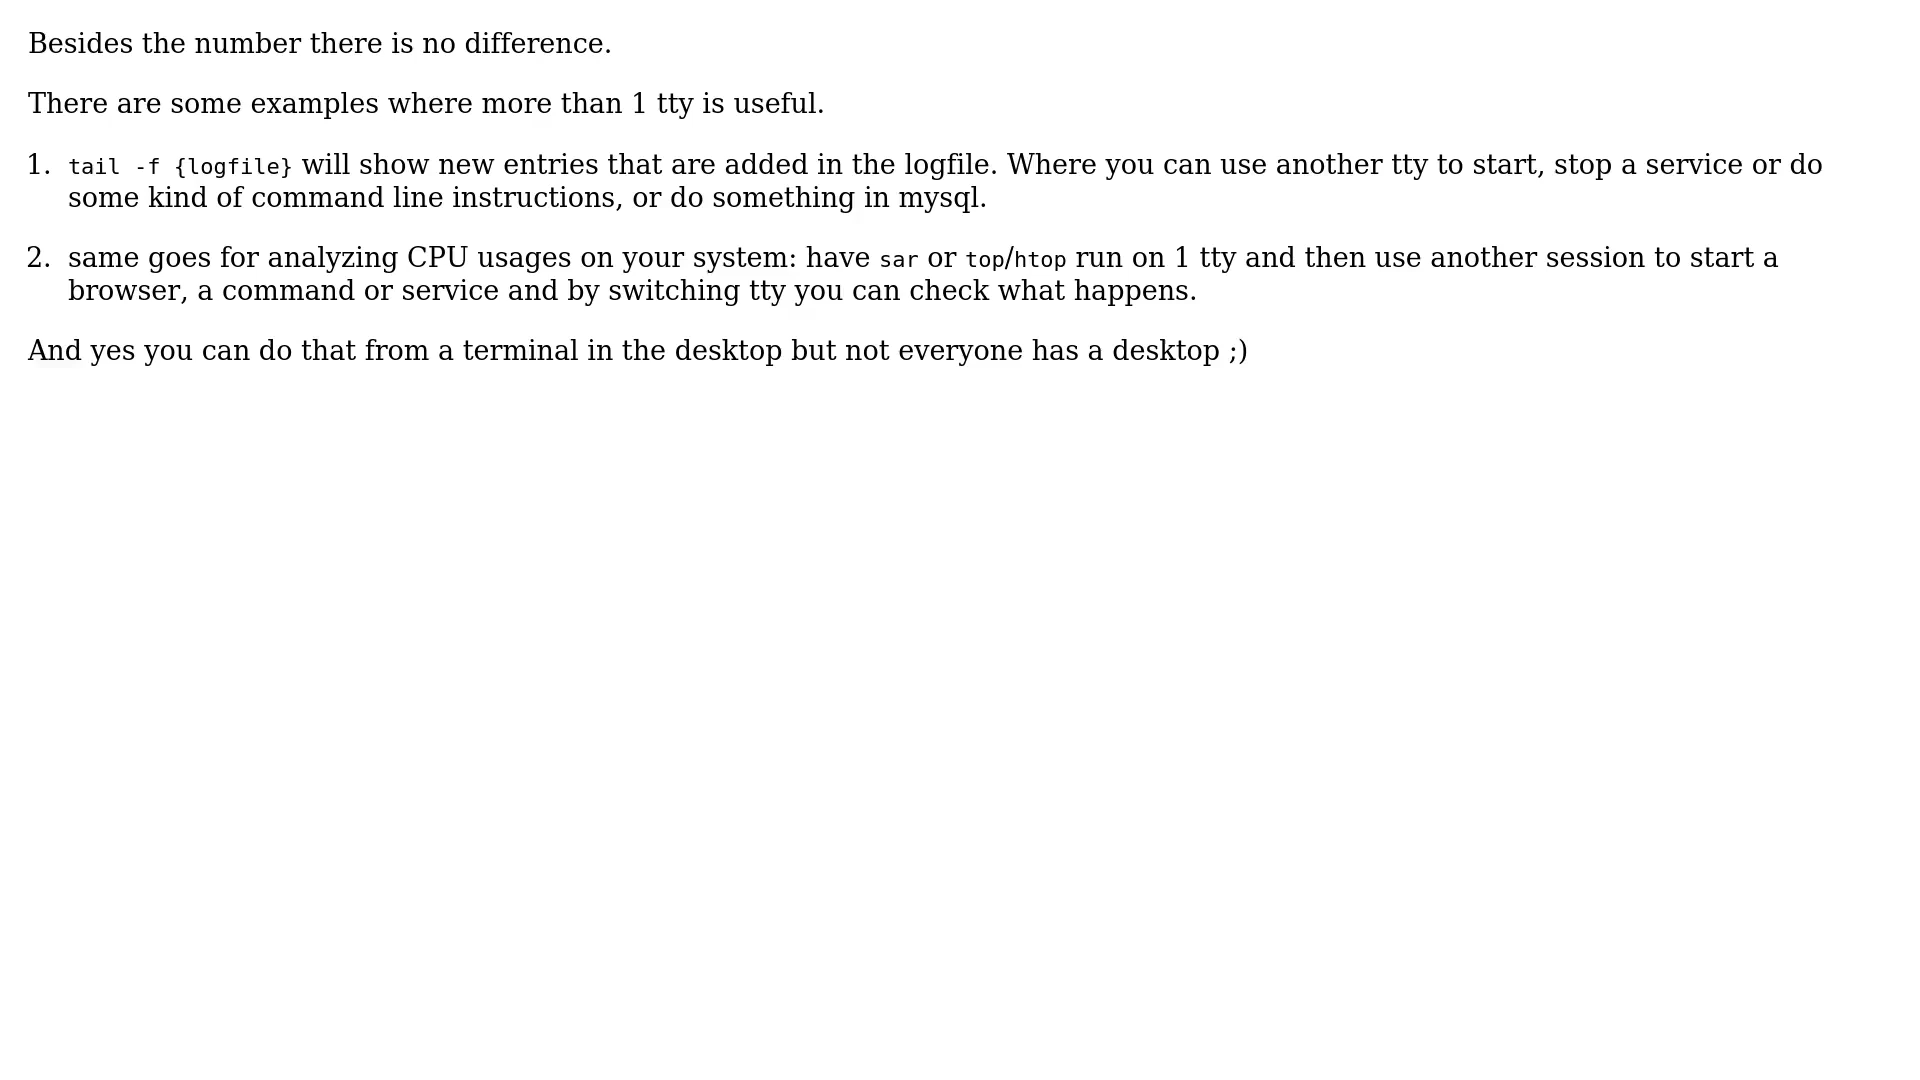 Besides the number there is no difference.
There are some examples where more than 1 tty is useful.
1. tail -f {logfile} will show new entries that are added in the logfile. Where you can use another tty to start, stop a service or do
some kind of command line instructions, or do something in mysql.
2. same goes for analyzing CPU usages on your system: have sar or top/htop run on 1 tty and then use another session to start a
browser, a command or service and by switching tty you can check what happens.
And yes you can do that from a terminal in the desktop but not everyone has a desktop ;)